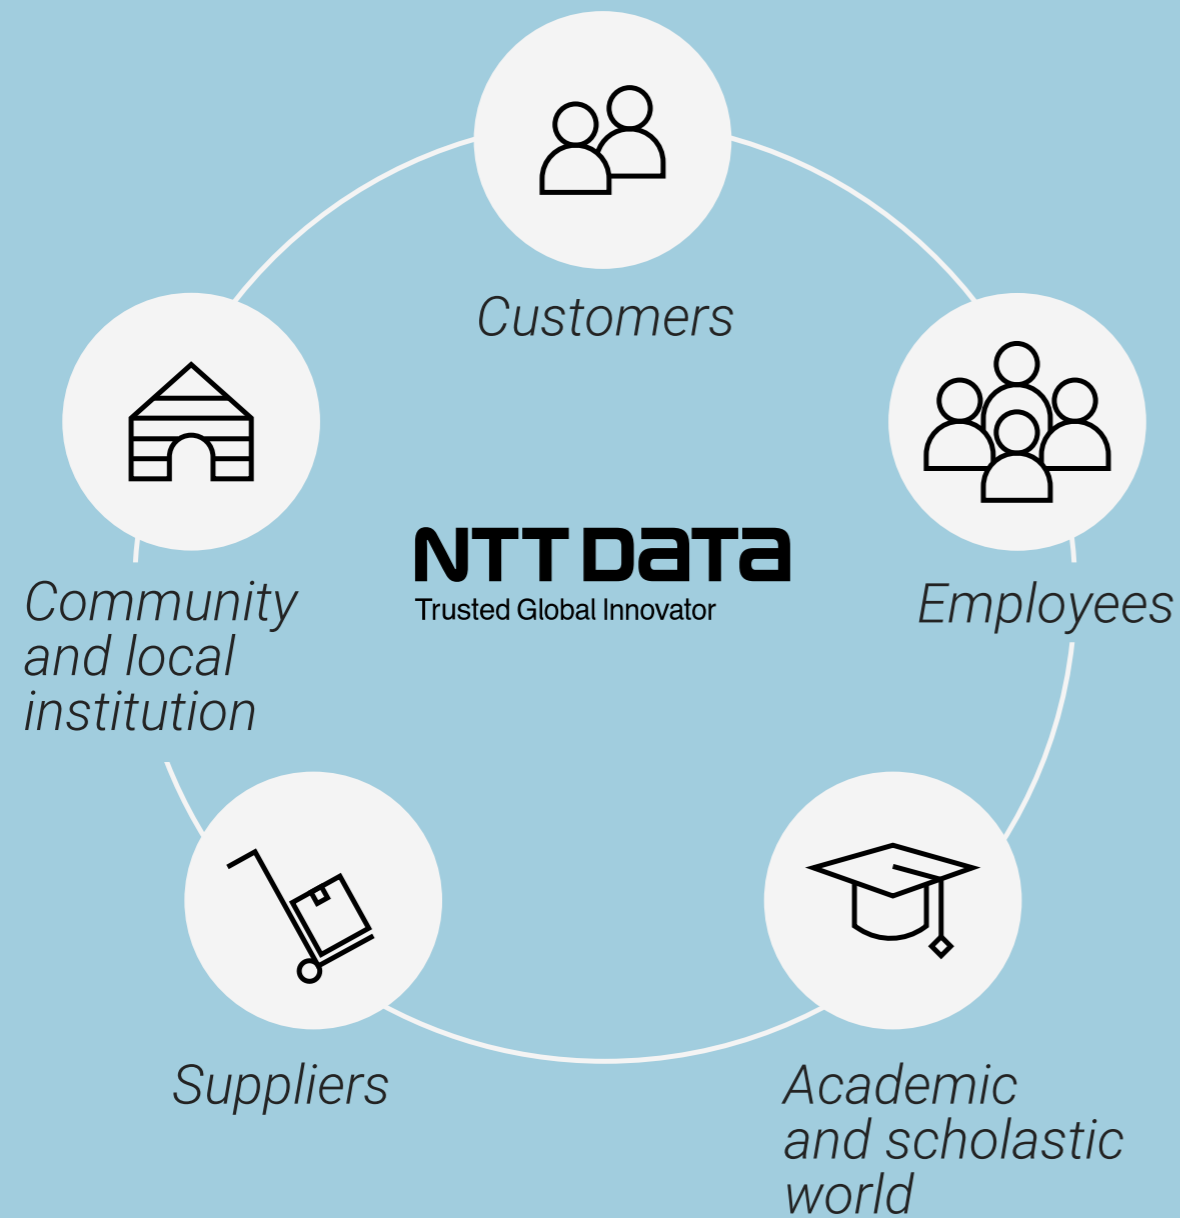 Customers
NTT DATA
Trusted Global Innovator
Community
and local
institution
Employees
Suppliers
Academic
and scholastic
world